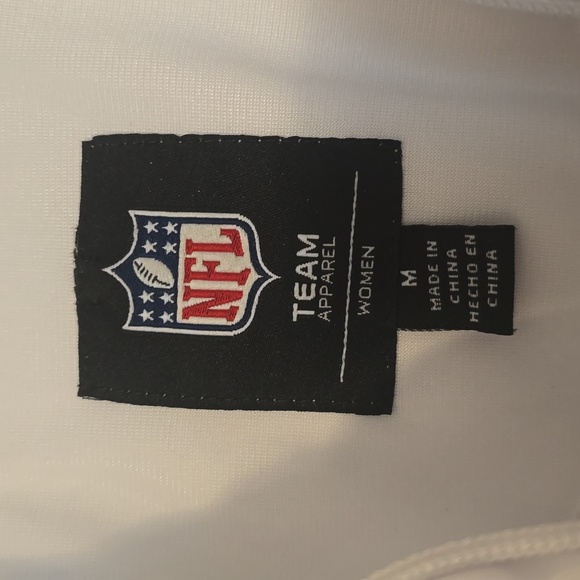 NFL
TEAM
APPAREL
WOMEN
M
MADE IN
CHINA
HECHO EN
CHINA